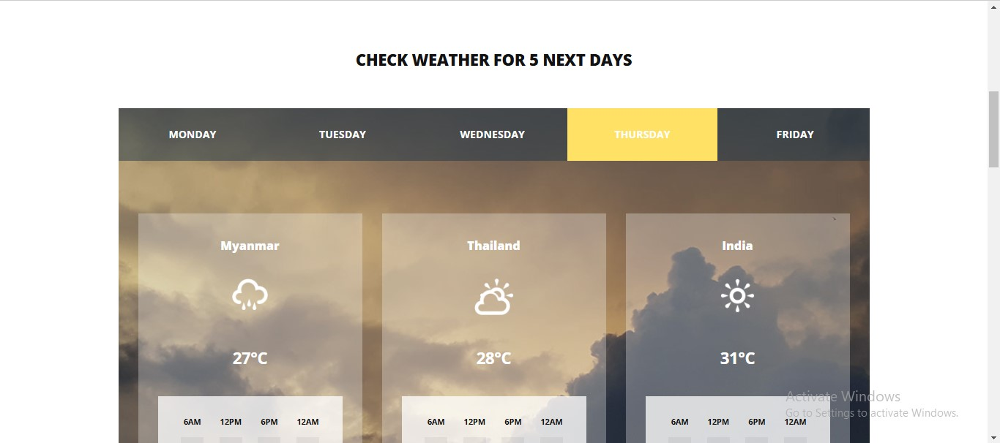 CHECK WEATHER FOR 5 NEXT DAYS
MONDAY TUESDAY WEDNESDAY THURSDAY FRIDAY
Myanmar Thailand India
27°C 28°C 31°C
Activate Windows
Go to Settings to activate Windows.
6AM 12PM 6PM 12AM 6AM 12PM 6PM 12AM 6AM 12PM 6PM 12AM